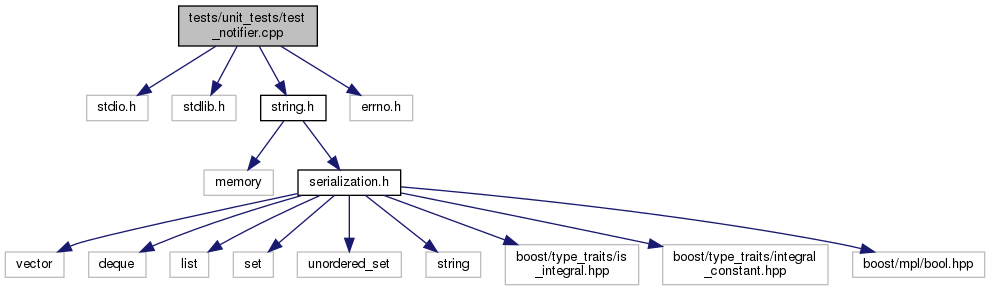 tests/unit_tests/test
_notifier.cpp
stdio.h
stdlib.h
string.h
errno.h
memory
serialization.h
vector
deque
list
set
unordered_set
string
boost/type_traits/is
_integral.hpp
boost/type_traits/integral
_constant.hpp
boost/mpl/bool.hpp